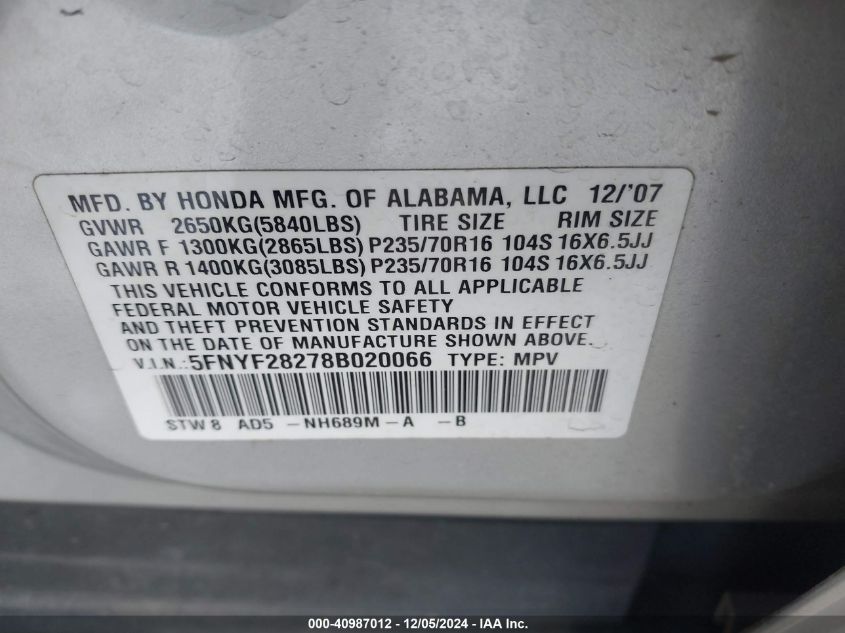 MFD. BY HONDA MFG. OF ALABAMA, LLC 12/'07
GVWR 2650KG(5840LBS) TIRE SIZE RIM SIZE
GAWR F 1300KG(2865LBS) P235/70R16 104S 16X6.5JJ
GAWR R 1400KG(3085LBS) P235/70R16 104S 16X6.5JJ
THIS VEHICLE CONFORMS TO ALL APPLICABLE
FEDERAL MOTOR VEHICLE SAFETY
AND THEFT PREVENTION STANDARDS IN EFFECT
ON THE DATE OF MANUFACTURE SHOWN ABOVE.
V.I.N.: 5FNYF28278B020066 TYPE: MPV
STW 8 AD5 -NH689M-A -B
000-40987012 - 12/05/2024 - IAA Inc.